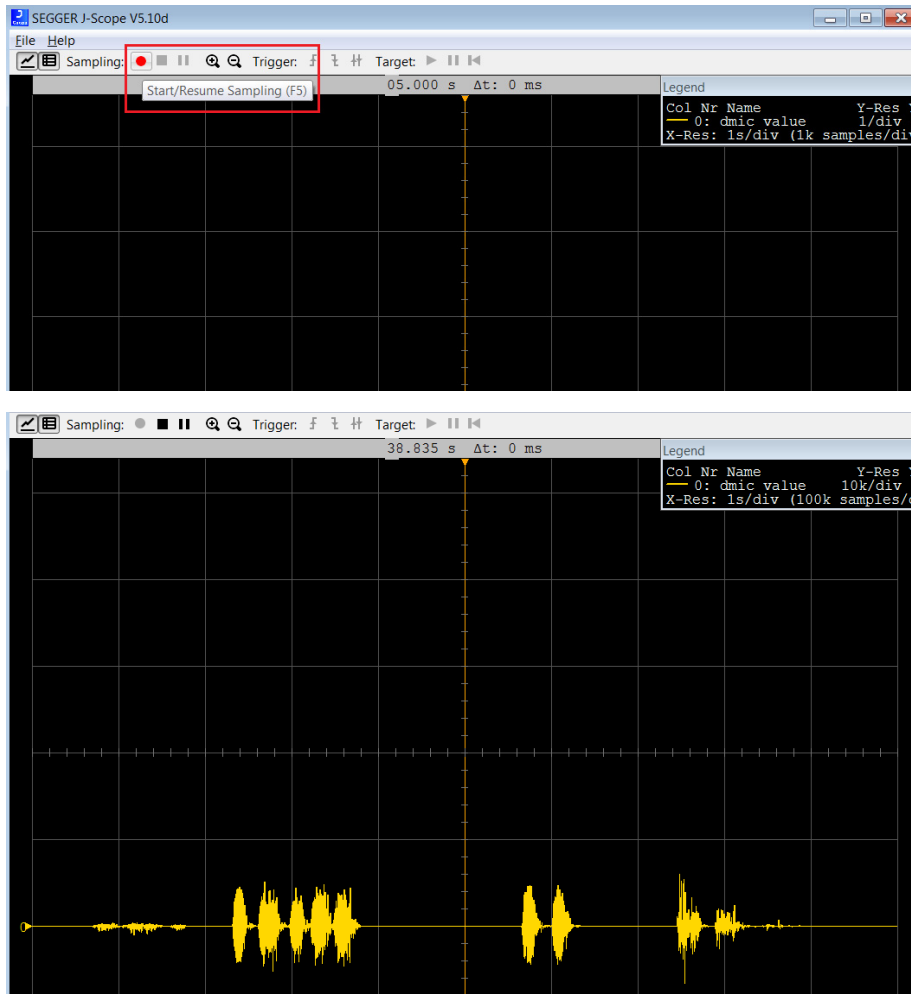 SEGGER J-Scope V5.10d
File Help
Sampling: Trigger: Target:
Start/Resume Sampling (F5)
05.000 s Δt: 0 ms
Legend
Col Nr Name Y-Res Y
0: dmic value 1/div
X-Res: 1s/div (1k samples/div
Sampling: Trigger: Target:
38.835 s Δt: 0 ms
Legend
Col Nr Name Y-Res Y
0: dmic value 10k/div
X-Res: 1s/div (100k samples/d
0